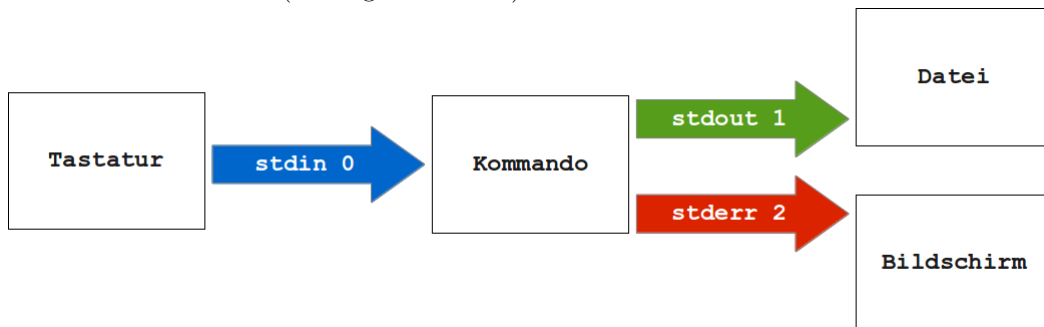 Datei
stdout 1
Tastatur
stdin 0
Kommando
stderr 2
Bildschirm